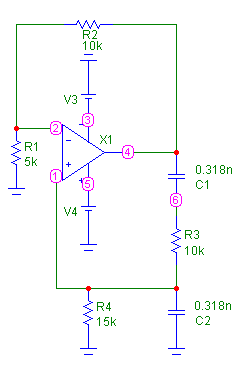 R2
10k
V3
3
X1
2
-
-
4
R1
5k
+
+
1
5
0.318n
C1
6
V4
R3
10k
R4
15k
0.318n
C2